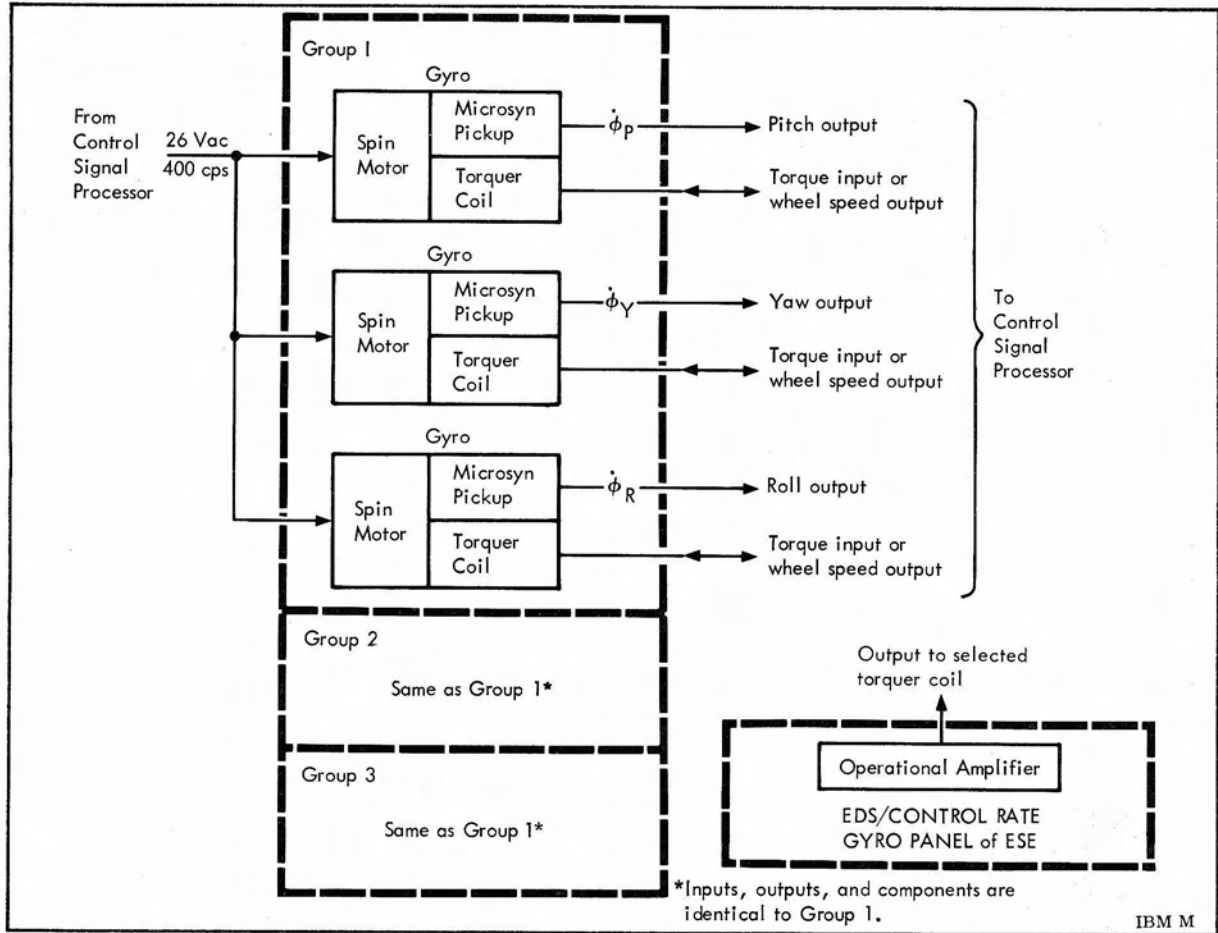 Group 1
From
Control
Signal
Processor
26 Vac
400 cps
Gyro
Spin
Motor
Microsyn
Pickup
Torquer
Coil
ϕ̇P
Pitch output
Torque input or
wheel speed output
Gyro
Spin
Motor
Microsyn
Pickup
Torquer
Coil
ϕ̇Y
Yaw output
Torque input or
wheel speed output
Gyro
Spin
Motor
Microsyn
Pickup
Torquer
Coil
ϕ̇R
Roll output
Torque input or
wheel speed output
To
Control
Signal
Processor
Group 2
Same as Group 1*
Group 3
Same as Group 1*
Output to selected
torquer coil
Operational Amplifier
EDS/CONTROL RATE
GYRO PANEL of ESE
*Inputs, outputs, and components are
identical to Group 1.
IBM M